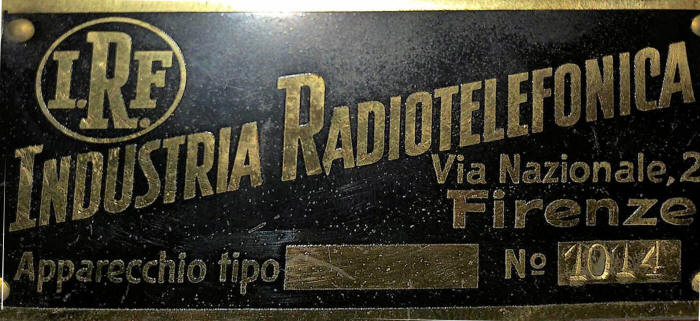 I.R.F.
INDUSTRIA RADIOTELEFONICA
Via Nazionale, 2
Firenze
Apparecchio tipo
Nº 1014